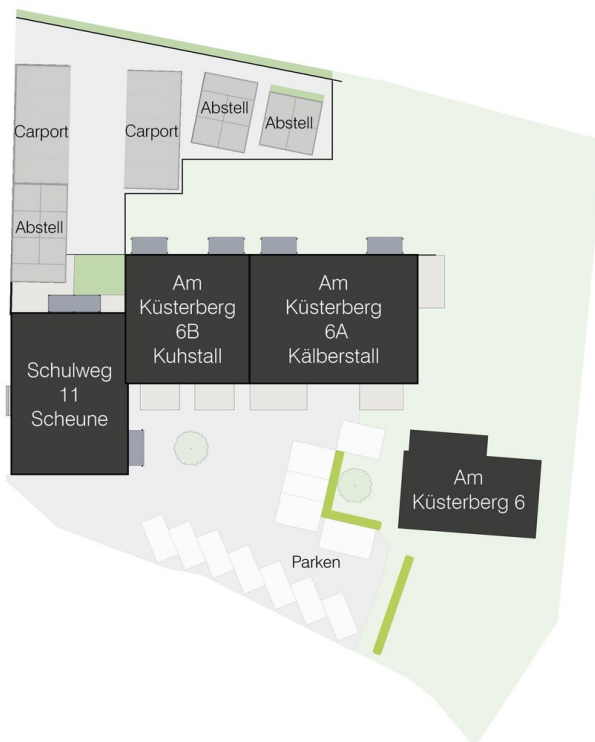 Carport
Carport
Abstell
Abstell
Abstell
Am
Küsterberg
6B
Kuhstall
Am
Küsterberg
6A
Kälberstall
Schulweg
11
Scheune
Am
Küsterberg 6
Parken